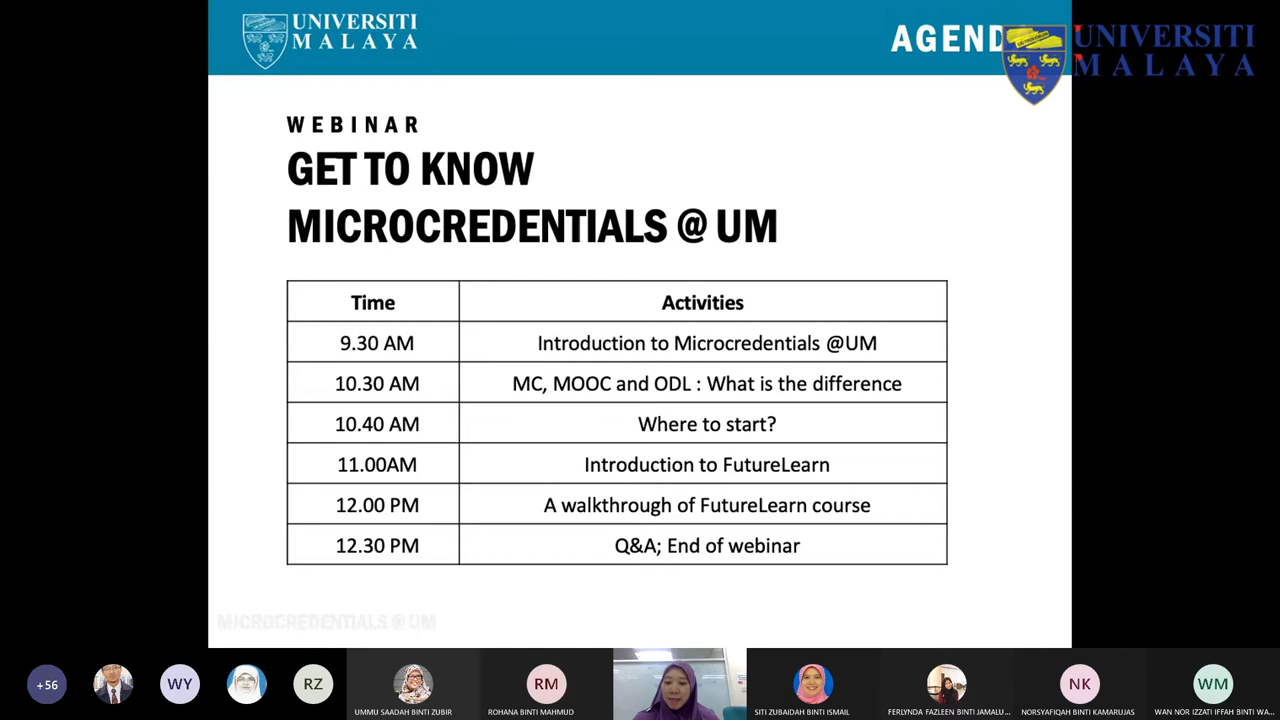 UNIVERSITI
MALAYA
AGEND
UNIVERSITI
MALAYA
WEBINAR
GET TO KNOW
MICROCREDENTIALS @ UM
Time Activities
9.30 AM Introduction to Microcredentials @UM
10.30 AM MC, MOOC and ODL : What is the difference
10.40 AM Where to start?
11.00AM Introduction to FutureLearn
12.00 PM A walkthrough of FutureLearn course
12.30 PM Q&A; End of webinar
MICROCREDENTIALS @ UM
+56 WY RZ RM NK WM
UMMU SAADAH BINTI ZUBIR ROHANA BINTI MAHMUD SITI ZUBAIDAH BINTI ISMAIL FERLYNDA FAZLEEN BINTI JAMALU... NORSYAFIQAH BINTI KAMARUJAS WAN NOR IZZATI IFFAH BINTI WA...